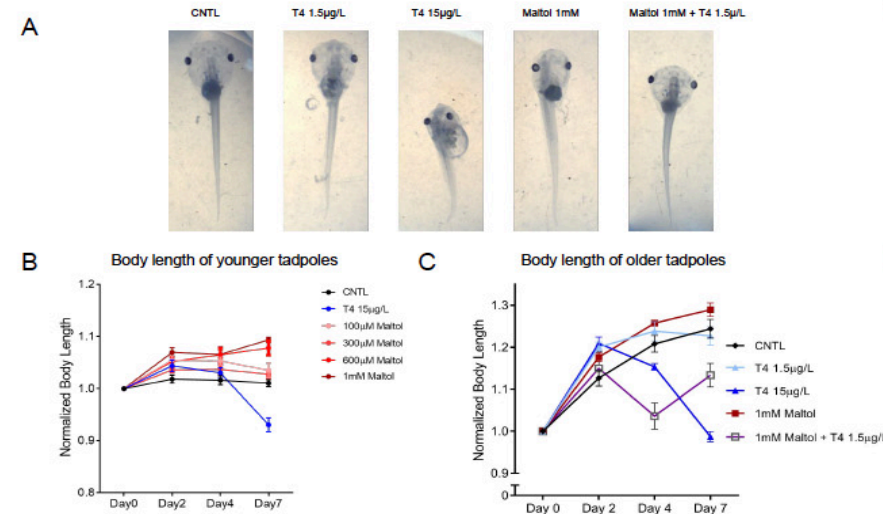 A
CNTL
T4 1.5µg/L
T4 15µg/L
Maltol 1mM
Maltol 1mM + T4 1.5µ/L
B
Body length of younger tadpoles
Normalized Body Length
1.2
1.1
1.0
0.9
0.8
Day0
Day2
Day4
Day7
CNTL
T4 15µg/L
100µM Maltol
300µM Maltol
600µM Maltol
1mM Maltol
C
Body length of older tadpoles
Normalized Body Length
1.3
1.2
1.1
1.0
0.9
0
Day 0
Day 2
Day 4
Day 7
CNTL
T4 1.5µg/L
T4 15µg/L
1mM Maltol
1mM Maltol + T4 1.5µg/